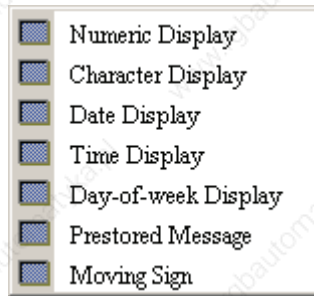 Numeric Display
Character Display
Date Display
Time Display
Day-of-week Display
Prestored Message
Moving Sign